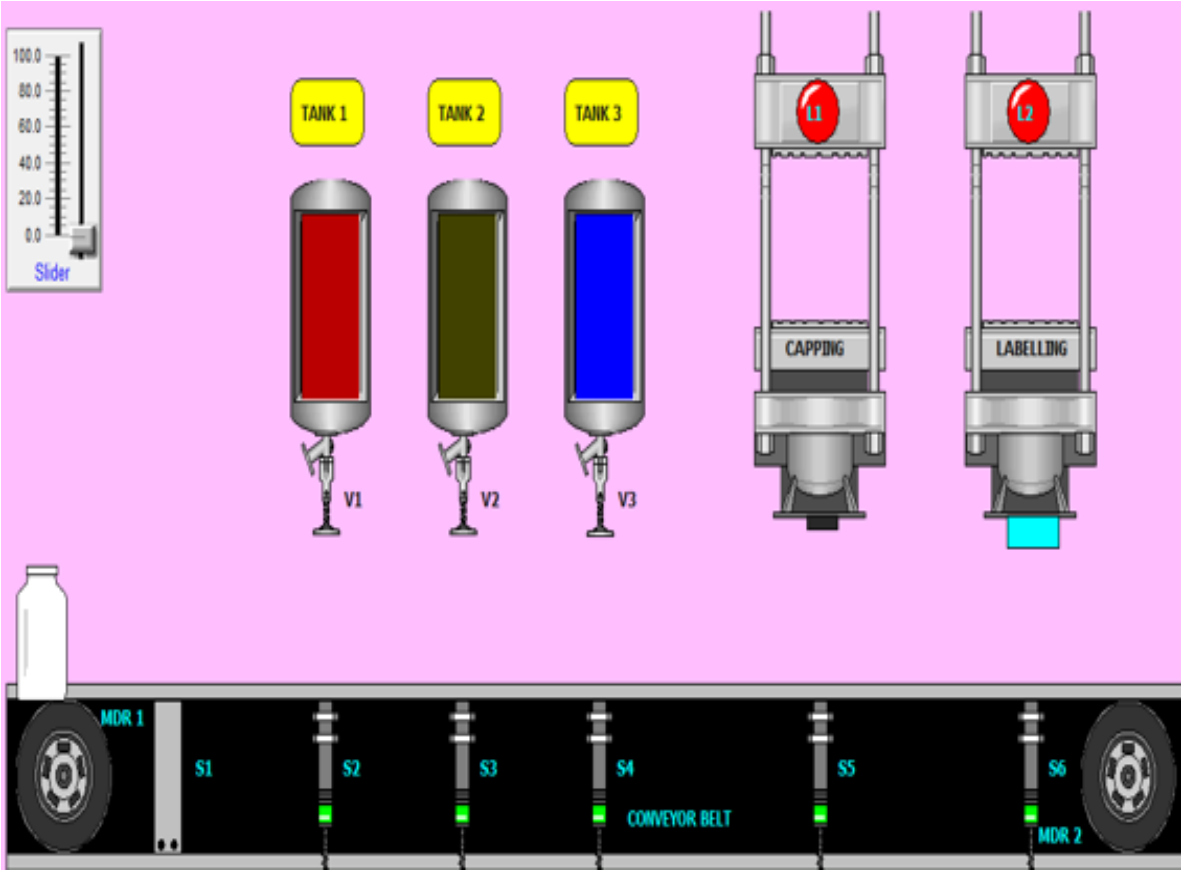 100.0
80.0
60.0
40.0
20.0
0.0
Slider
TANK 1
TANK 2
TANK 3
L1
L2
CAPPING
LABELLING
V1
V2
V3
MDR 1
S1
S2
S3
S4
S5
S6
CONVEYOR BELT
MDR 2